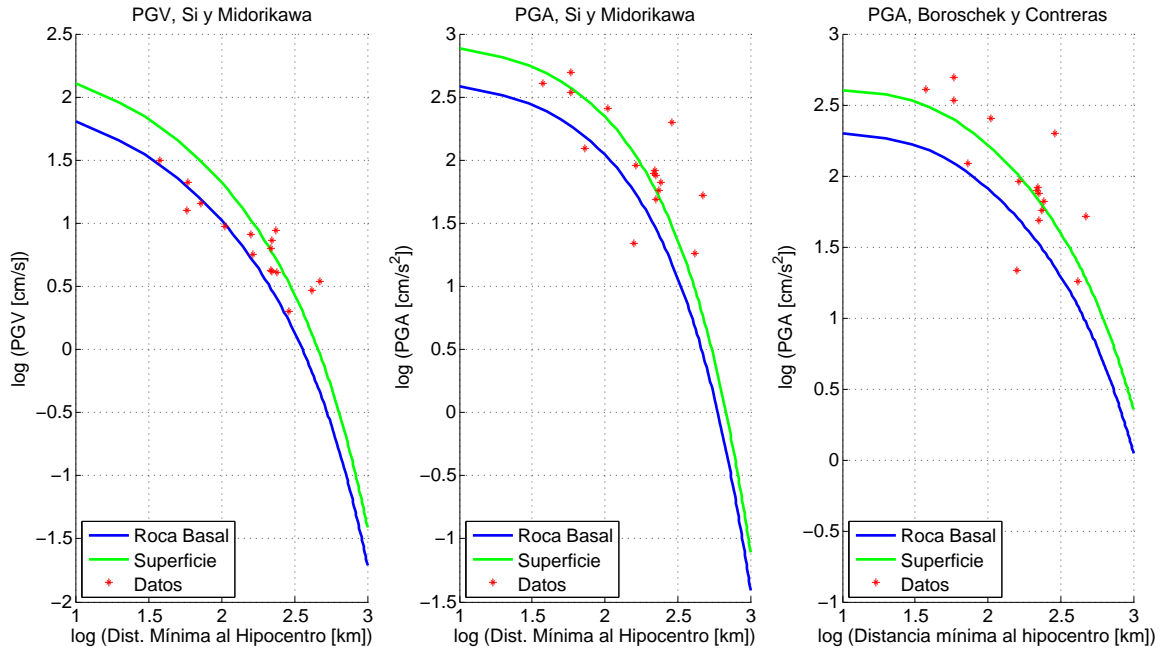 PGV, Si y Midorikawa
2.5
2
1.5
1
0.5
0
−0.5
−1
−1.5
−2
log (PGV [cm/s])
1
1.5
2
2.5
3
log (Dist. Mínima al Hipocentro [km])
Roca Basal
Superficie
Datos
PGA, Si y Midorikawa
3
2.5
2
1.5
1
0.5
0
−0.5
−1
−1.5
log (PGA [cm/s²])
1
1.5
2
2.5
3
log (Dist. Mínima al Hipocentro [km])
Roca Basal
Superficie
Datos
PGA, Boroschek y Contreras
3
2.5
2
1.5
1
0.5
0
−0.5
−1
log (PGA [cm/s²])
1
1.5
2
2.5
3
log (Distancia mínima al hipocentro [km])
Roca Basal
Superficie
Datos